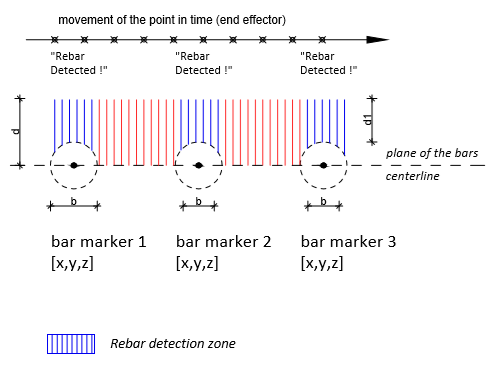 movement of the point in time (end effector)
"Rebar
Detected !"
"Rebar
Detected !"
"Rebar
Detected !"
d
d1
plane of the bars
centerline
b
b
b
bar marker 1
[x,y,z]
bar marker 2
[x,y,z]
bar marker 3
[x,y,z]
Rebar detection zone